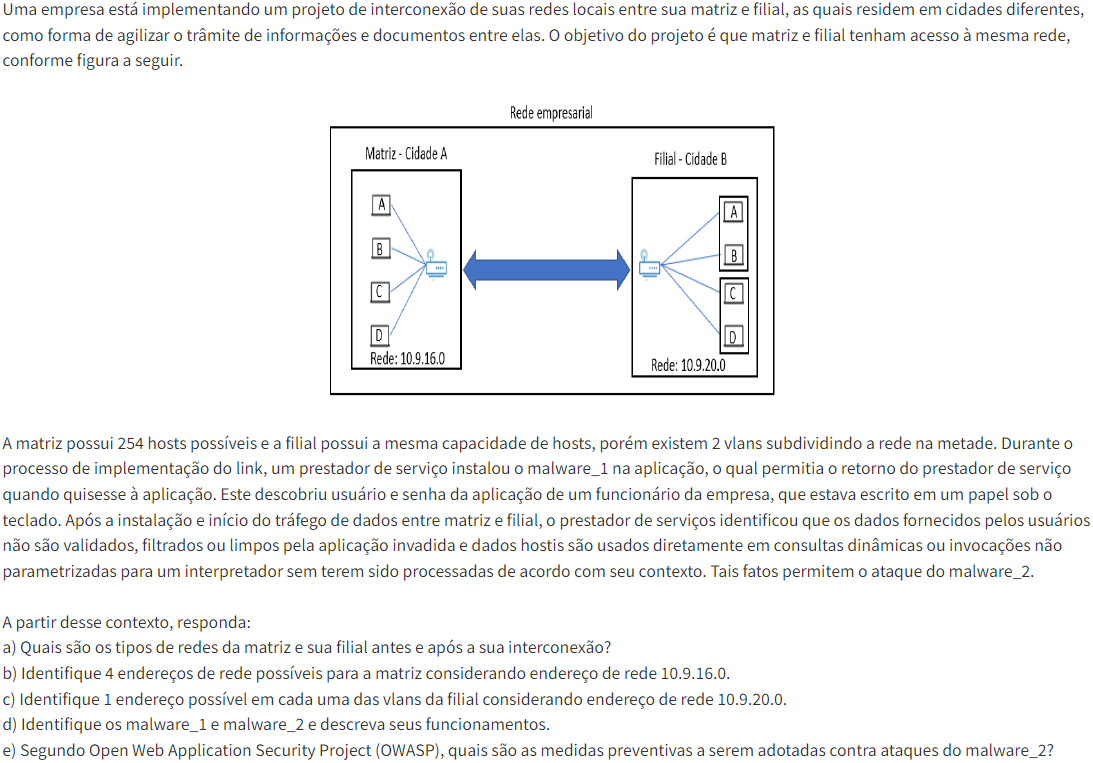 Uma empresa está implementando um projeto de interconexão de suas redes locais entre sua matriz e filial, as quais residem em cidades diferentes,
como forma de agilizar o trâmite de informações e documentos entre elas. O objetivo do projeto é que matriz e filial tenham acesso à mesma rede,
conforme figura a seguir.
Rede empresarial
Matriz - Cidade A
A
B
C
D
Rede: 10.9.16.0
Filial - Cidade B
A
B
C
D
Rede: 10.9.20.0
A matriz possui 254 hosts possíveis e a filial possui a mesma capacidade de hosts, porém existem 2 vlans subdividindo a rede na metade. Durante o
processo de implementação do link, um prestador de serviço instalou o malware_1 na aplicação, o qual permitia o retorno do prestador de serviço
quando quisesse à aplicação. Este descobriu usuário e senha da aplicação de um funcionário da empresa, que estava escrito em um papel sob o
teclado. Após a instalação e início do tráfego de dados entre matriz e filial, o prestador de serviços identificou que os dados fornecidos pelos usuários
não são validados, filtrados ou limpos pela aplicação invadida e dados hostis são usados diretamente em consultas dinâmicas ou invocações não
parametrizadas para um interpretador sem terem sido processadas de acordo com seu contexto. Tais fatos permitem o ataque do malware_2.
A partir desse contexto, responda:
a) Quais são os tipos de redes da matriz e sua filial antes e após a sua interconexão?
b) Identifique 4 endereços de rede possíveis para a matriz considerando endereço de rede 10.9.16.0.
c) Identifique 1 endereço possível em cada uma das vlans da filial considerando endereço de rede 10.9.20.0.
d) Identifique os malware_1 e malware_2 e descreva seus funcionamentos.
e) Segundo Open Web Application Security Project (OWASP), quais são as medidas preventivas a serem adotadas contra ataques do malware_2?